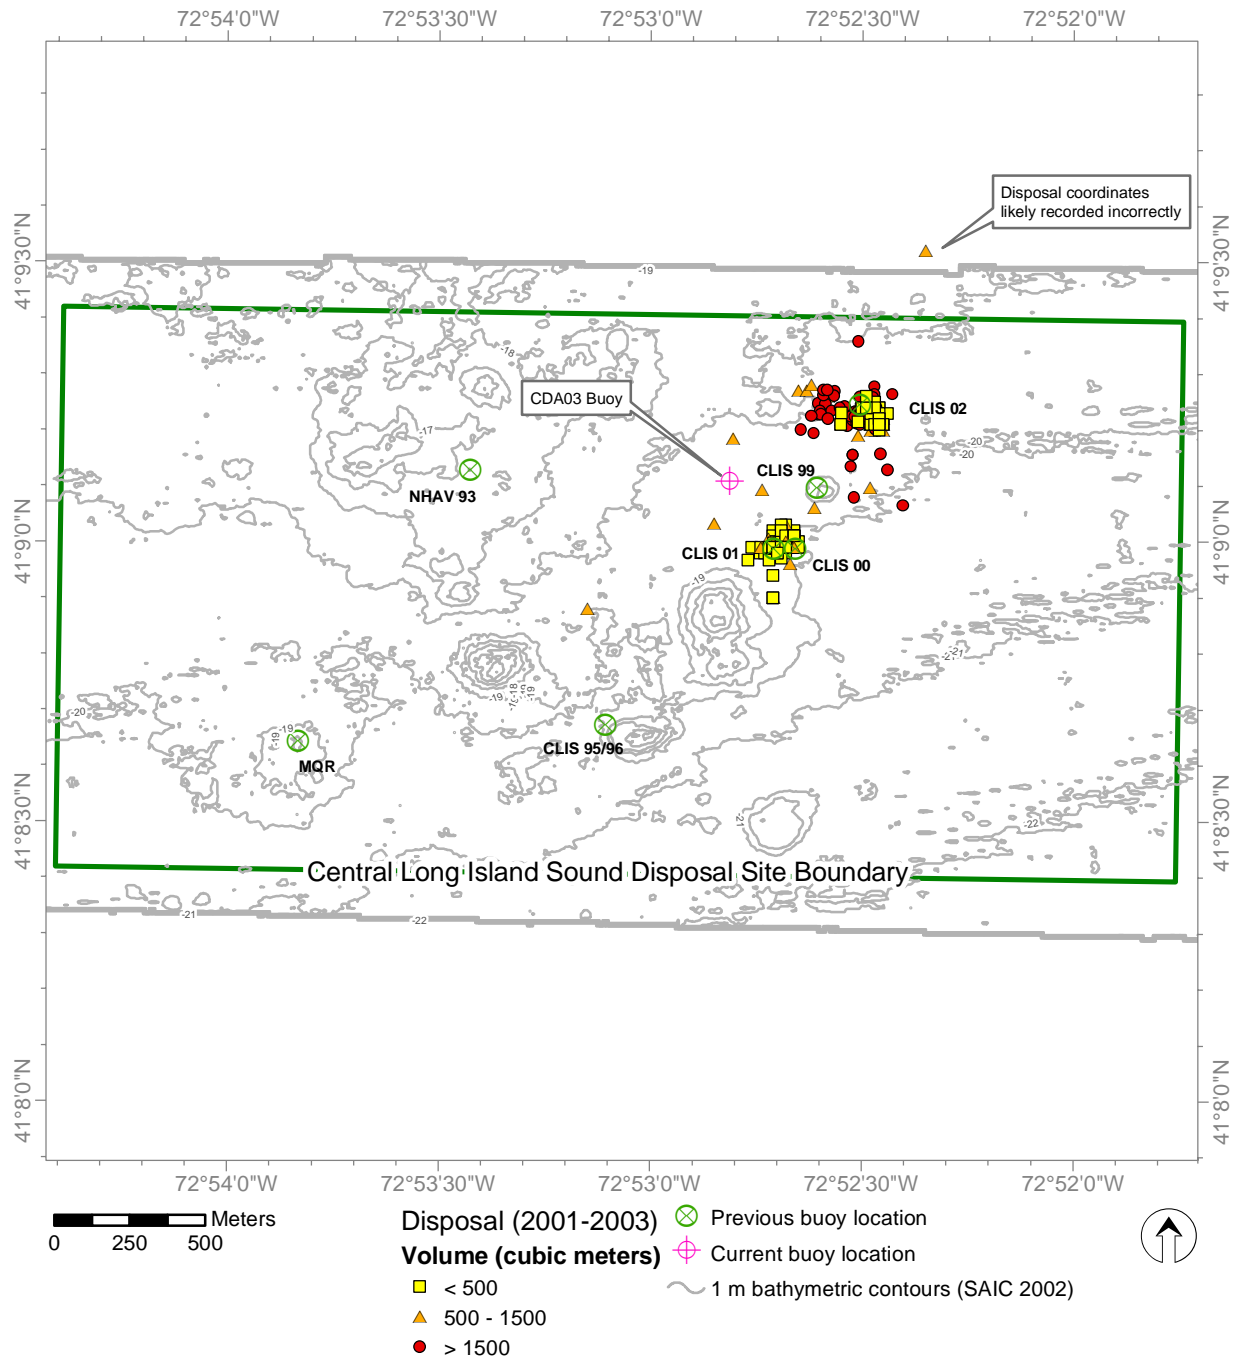 72°54'0"W 72°53'30"W 72°53'0"W 72°52'30"W 72°52'0"W
Disposal coordinates
likely recorded incorrectly
41°9'30"N
41°9'30"N
-19
-18
CDA03 Buoy
CLIS 02
-17
-20
-20
NHAV 93
CLIS 99
41°9'0"N
41°9'0"N
CLIS 01
CLIS 00
-19
-21
-21
-19
-18
-19
-19
-20
-19
-19
MQR
CLIS 95/96
-21
-22
41°8'30"N
41°8'30"N
Central Long Island Sound Disposal Site Boundary
-21
-22
41°8'0"N
41°8'0"N
72°54'0"W 72°53'30"W 72°53'0"W 72°52'30"W 72°52'0"W
Meters
0 250 500
Disposal (2001-2003)
Volume (cubic meters)
< 500
500 - 1500
> 1500
Previous buoy location
Current buoy location
1 m bathymetric contours (SAIC 2002)